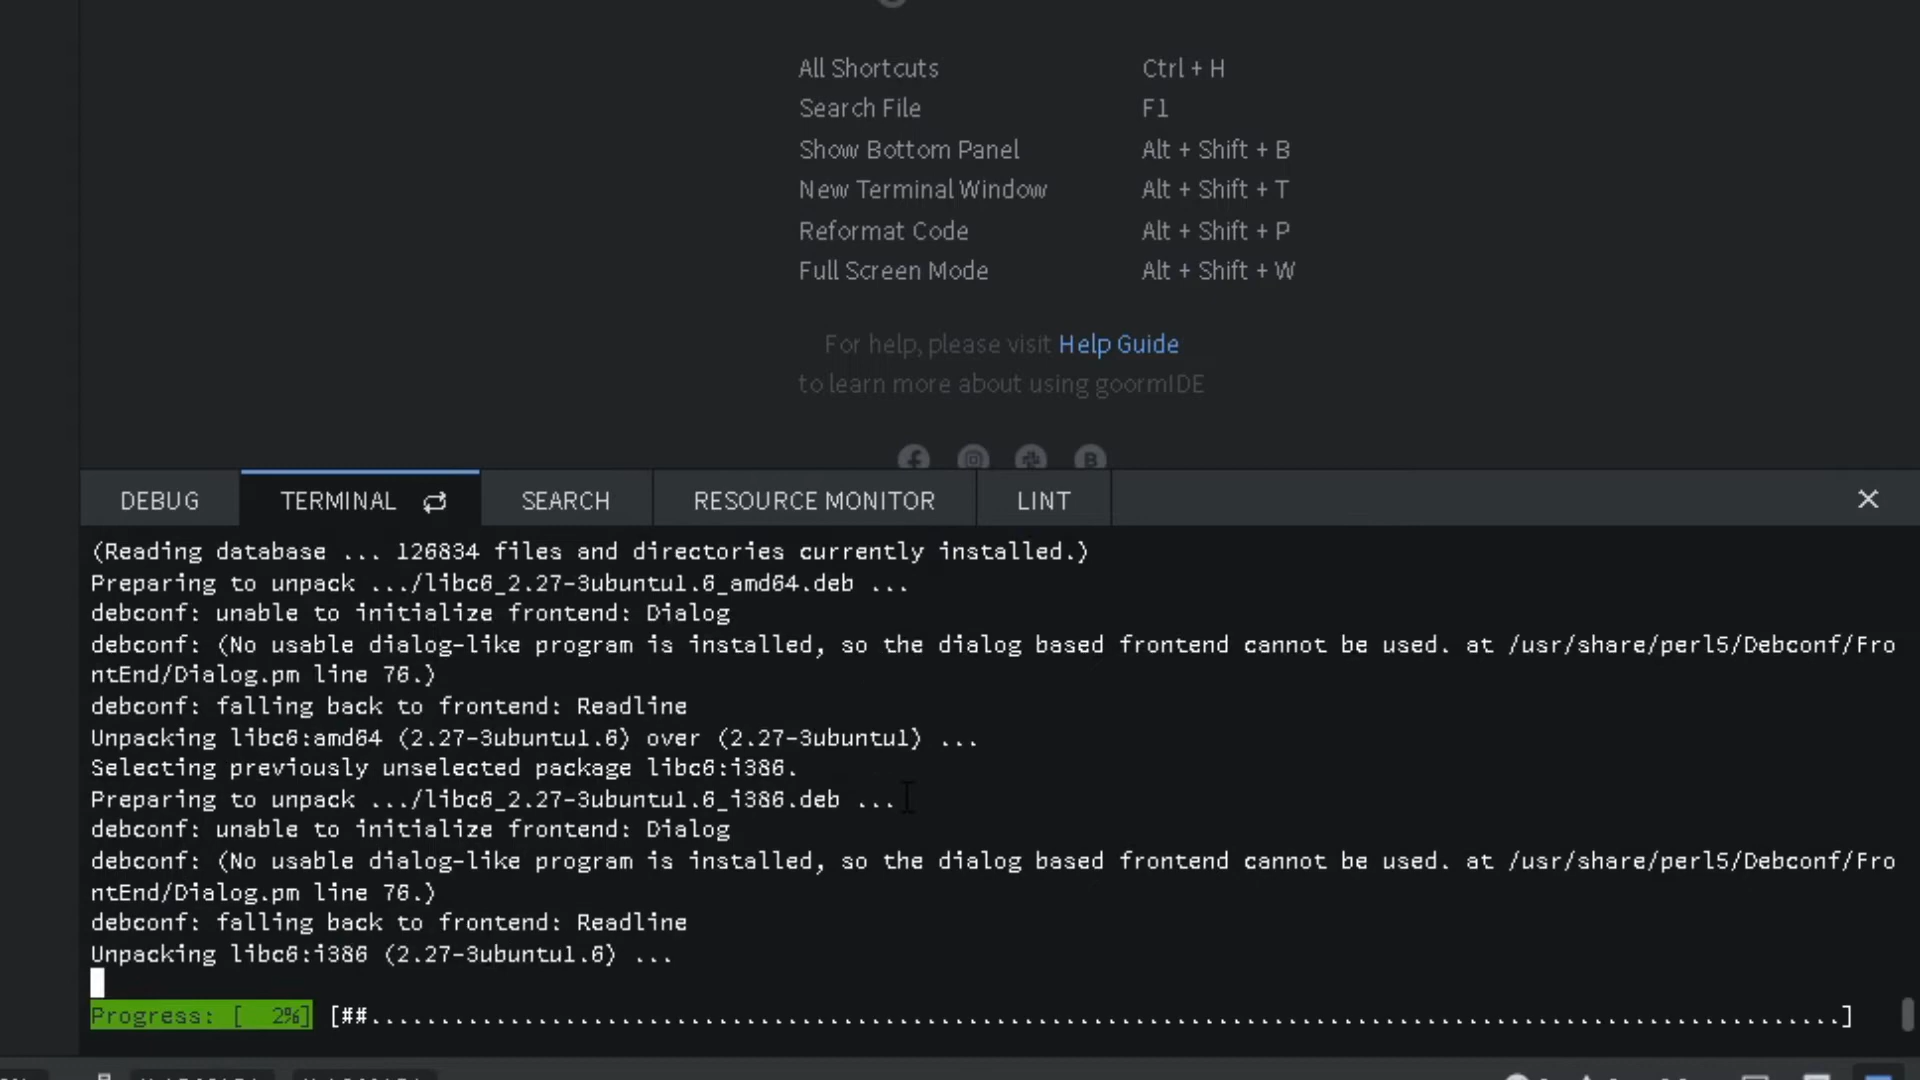 All Shortcuts Ctrl + H
Search File F1
Show Bottom Panel Alt + Shift + B
New Terminal Window Alt + Shift + T
Reformat Code Alt + Shift + P
Full Screen Mode Alt + Shift + W
For help, please visit Help Guide
to learn more about using goormIDE
DEBUG TERMINAL SEARCH RESOURCE MONITOR LINT
(Reading database ... 126834 files and directories currently installed.)
Preparing to unpack .../libc6_2.27-3ubuntu1.6_amd64.deb ...
debconf: unable to initialize frontend: Dialog
debconf: (No usable dialog-like program is installed, so the dialog based frontend cannot be used. at /usr/share/perl5/Debconf/Fro
ntEnd/Dialog.pm line 76.)
debconf: falling back to frontend: Readline
Unpacking libc6:amd64 (2.27-3ubuntu1.6) over (2.27-3ubuntu1) ...
Selecting previously unselected package libc6:i386.
Preparing to unpack .../libc6_2.27-3ubuntu1.6_i386.deb ...
debconf: unable to initialize frontend: Dialog
debconf: (No usable dialog-like program is installed, so the dialog based frontend cannot be used. at /usr/share/perl5/Debconf/Fro
ntEnd/Dialog.pm line 76.)
debconf: falling back to frontend: Readline
Unpacking libc6:i386 (2.27-3ubuntu1.6) ...
Progress: [  2%] [##..........................................................................................................]